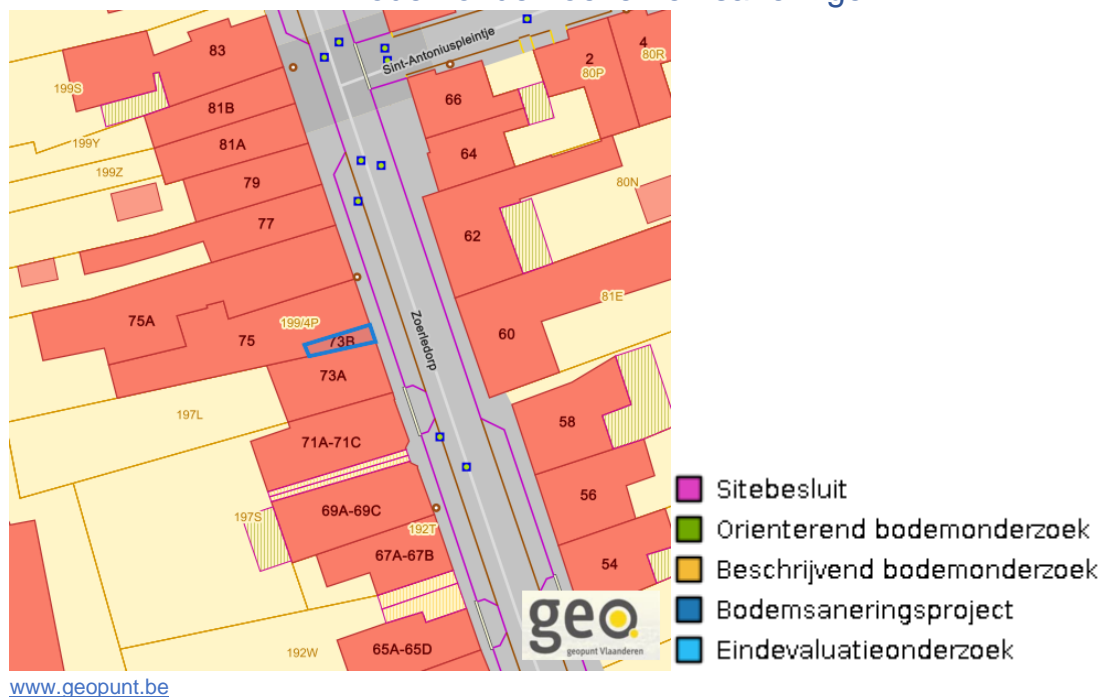 83
Sint-Antoniuspleintje
2
4
80P
80R
199S
66
81B
199Y
81A
64
199Z
79
80N
77
62
81E
75A
199/4P
75
73B
Zoerledorp
60
73A
197L
58
71A-71C
56
69A-69C
197S
192T
67A-67B
54
192W
65A-65D
geo.
geopunt Vlaanderen
Sitebesluit
Orienterend bodemonderzoek
Beschrijvend bodemonderzoek
Bodemsaneringsproject
Eindevaluatieonderzoek
www.geopunt.be